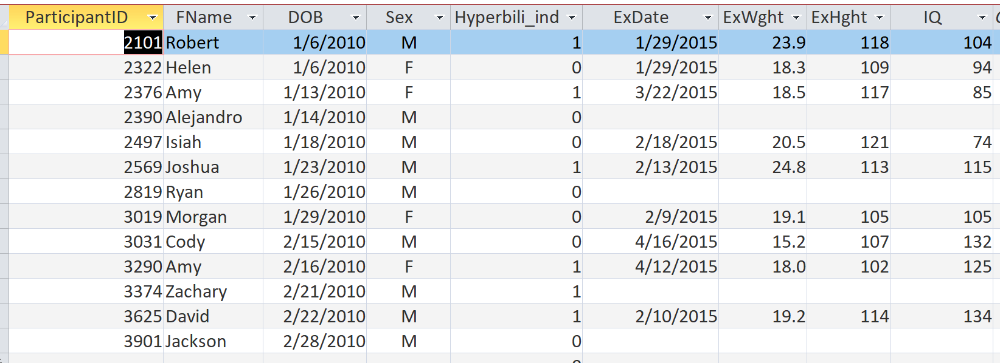 ParticipantID FName DOB Sex Hyperbili_ind ExDate ExWght ExHght IQ
2101 Robert 1/6/2010 M 1 1/29/2015 23.9 118 104
2322 Helen 1/6/2010 F 0 1/29/2015 18.3 109 94
2376 Amy 1/13/2010 F 1 3/22/2015 18.5 117 85
2390 Alejandro 1/14/2010 M 0
2497 Isiah 1/18/2010 M 0 2/18/2015 20.5 121 74
2569 Joshua 1/23/2010 M 1 2/13/2015 24.8 113 115
2819 Ryan 1/26/2010 M 0
3019 Morgan 1/29/2010 F 0 2/9/2015 19.1 105 105
3031 Cody 2/15/2010 M 0 4/16/2015 15.2 107 132
3290 Amy 2/16/2010 F 1 4/12/2015 18.0 102 125
3374 Zachary 2/21/2010 M 1
3625 David 2/22/2010 M 1 2/10/2015 19.2 114 134
3901 Jackson 2/28/2010 M 0